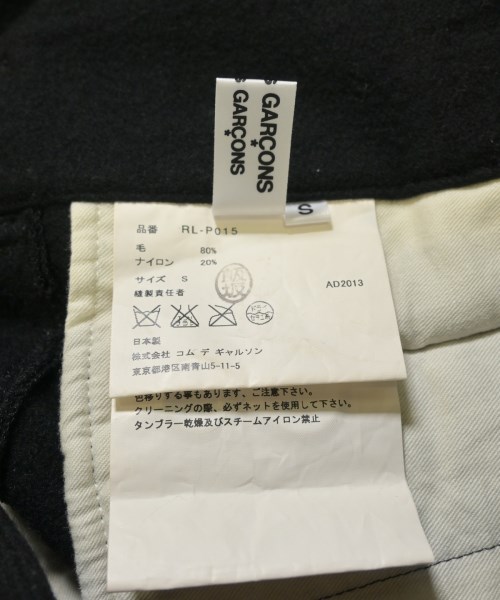 S GARÇONS
S GARÇONS
S
品番 RL-P015
毛 80%
ナイロン 20%
サイズ S
縫製責任者
AD2013
日本製
株式会社 コム デ ギャルソン
東京都港区南青山5-11-5
色移りする事もあります、ご注意下さい。
クリーニングの際、必ずネットを使用して下さい。
タンブラー乾燥及びスチームアイロン禁止